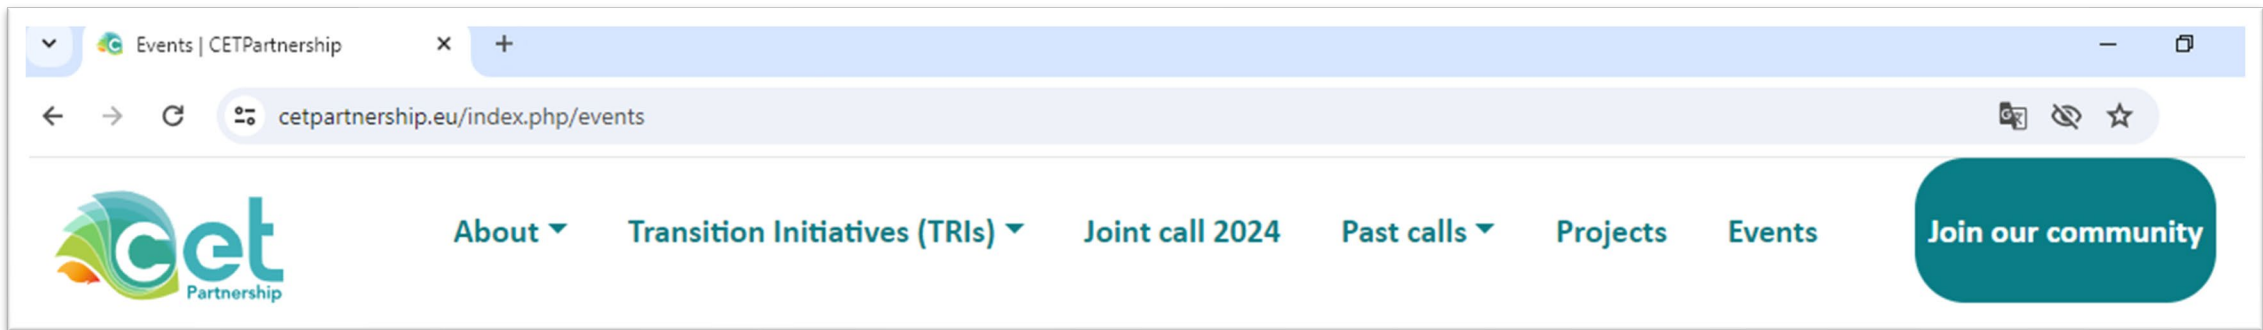 Events | CETPartnership
cetpartnership.eu/index.php/events
cet
Partnership
About
Transition Initiatives (TRIs)
Joint call 2024
Past calls
Projects
Events
Join our community